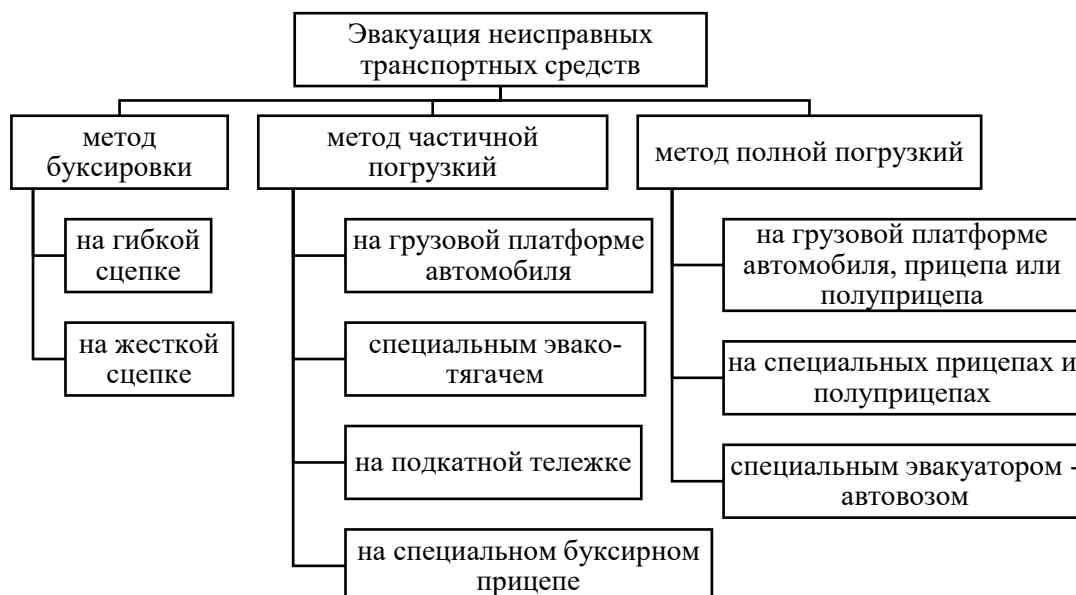 Эвакуация неисправных
транспортных средств
метод
буксировки
на гибкой
сцепке
на жесткой
сцепке
метод частичной
погрузкий
на грузовой платформе
автомобиля
специальным эвако-
тягачем
на подкатной тележке
на специальном буксирном
прицепе
метод полной погрузкий
на грузовой платформе
автомобиля, прицепа или
полуприцепа
на специальных прицепах и
полуприцепах
специальным эвакуатором -
автовозом